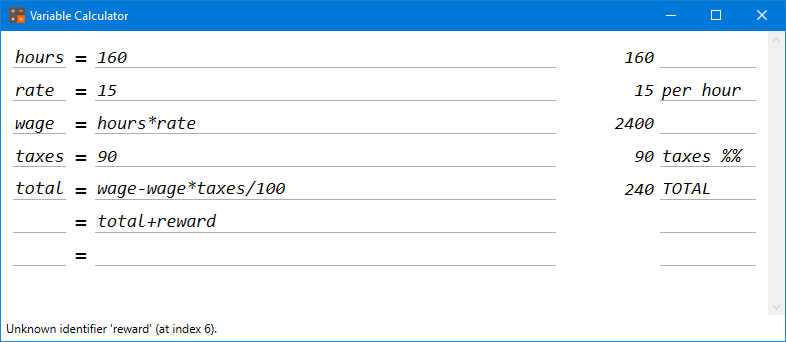 Variable Calculator
hours = 160 160
rate = 15 15 per hour
wage = hours*rate 2400
taxes = 90 90 taxes %%
total = wage-wage*taxes/100 240 TOTAL
= total+reward
=
Unknown identifier 'reward' (at index 6).